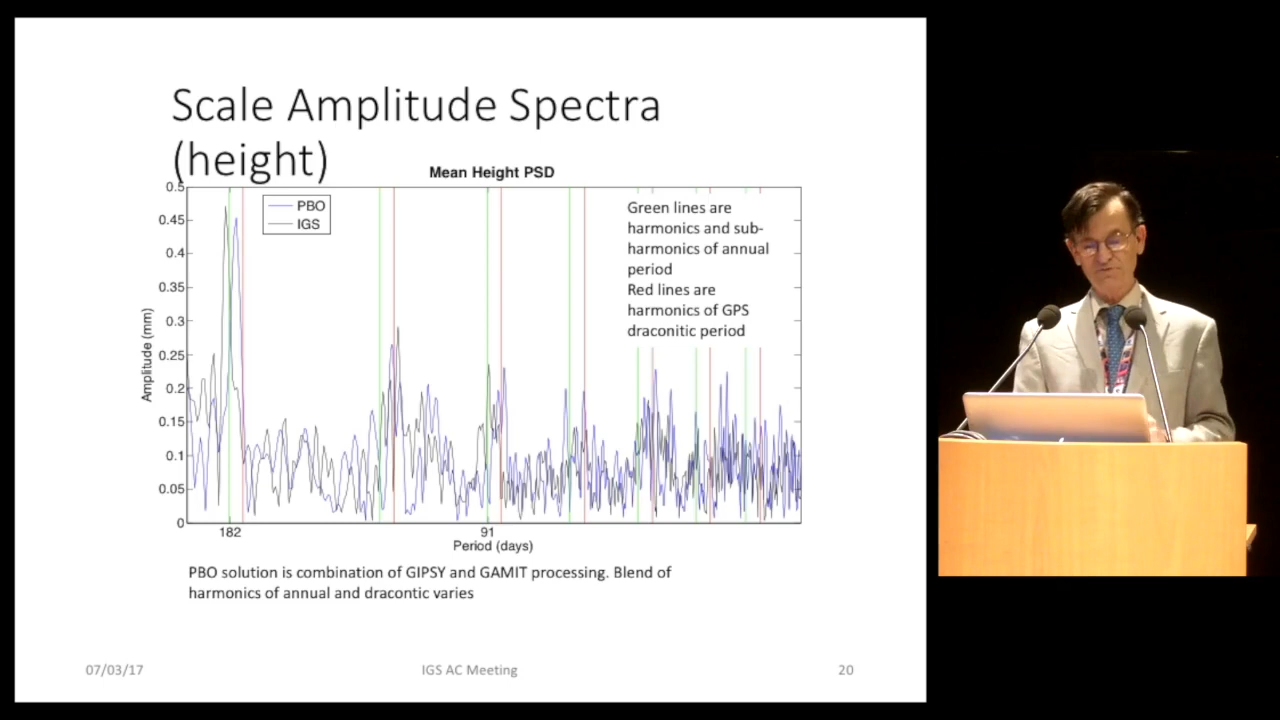 Scale Amplitude Spectra
(height)
Mean Height PSD
0.5
0.45
0.4
0.35
0.3
0.25
0.2
0.15
0.1
0.05
0
Amplitude (mm)
PBO
IGS
Green lines are
harmonics and sub-
harmonics of annual
period
Red lines are
harmonics of GPS
draconitic period
182
91
Period (days)
PBO solution is combination of GIPSY and GAMIT processing. Blend of
harmonics of annual and dracontic varies
07/03/17
IGS AC Meeting
20